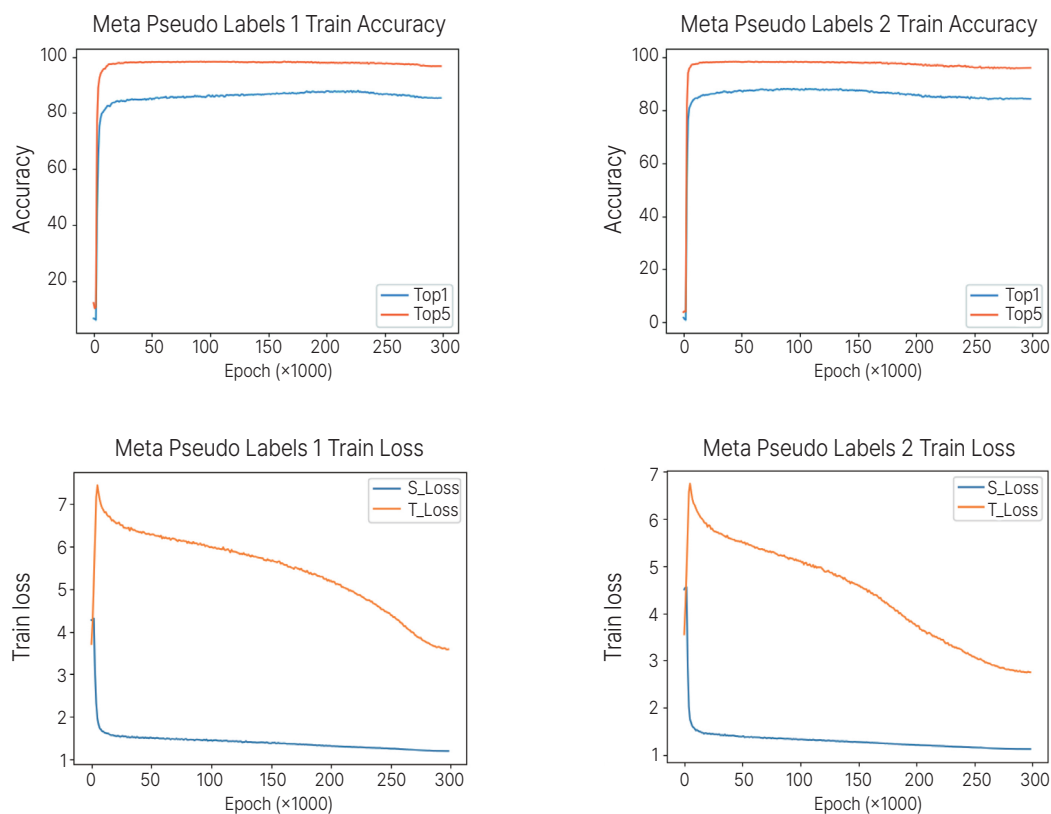 Meta Pseudo Labels 1 Train Accuracy
100
80
60
40
20
Accuracy
Top1
Top5
0 50 100 150 200 250 300
Epoch (×1000)
Meta Pseudo Labels 2 Train Accuracy
100
80
60
40
20
0
Accuracy
Top1
Top5
0 50 100 150 200 250 300
Epoch (×1000)
Meta Pseudo Labels 1 Train Loss
7
6
5
4
3
2
1
Train loss
S_Loss
T_Loss
0 50 100 150 200 250 300
Epoch (×1000)
Meta Pseudo Labels 2 Train Loss
7
6
5
4
3
2
1
Train loss
S_Loss
T_Loss
0 50 100 150 200 250 300
Epoch (×1000)